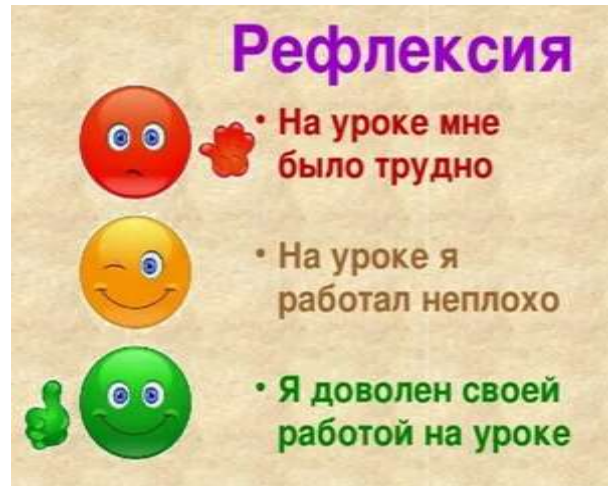 Рефлексия
• На уроке мне
было трудно
• На уроке я
работал неплохо
• Я доволен своей
работой на уроке